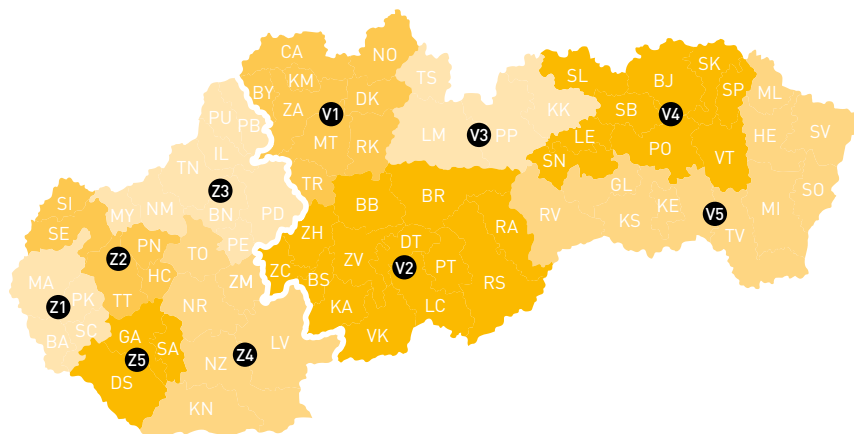 CA
NO
KM
BY
ZA
DK
V1
MT
RK
TR
TS
KK
LM
V3
PP
SL
BJ
SK
SP
SB
V4
LE
SN
PO
VT
ML
HE
SV
SO
MI
GL
RV
KS
KE
V5
TV
PU
PB
IL
TN
Z3
MY
NM
BN
PD
PE
SI
SE
PN
Z2
HC
TT
MA
PK
Z1
SC
BA
GA
SA
Z5
DS
TO
ZM
NR
LV
NZ
Z4
KN
BB
BR
ZH
RA
DT
ZV
V2
PT
ZC
BS
RS
KA
LC
VK